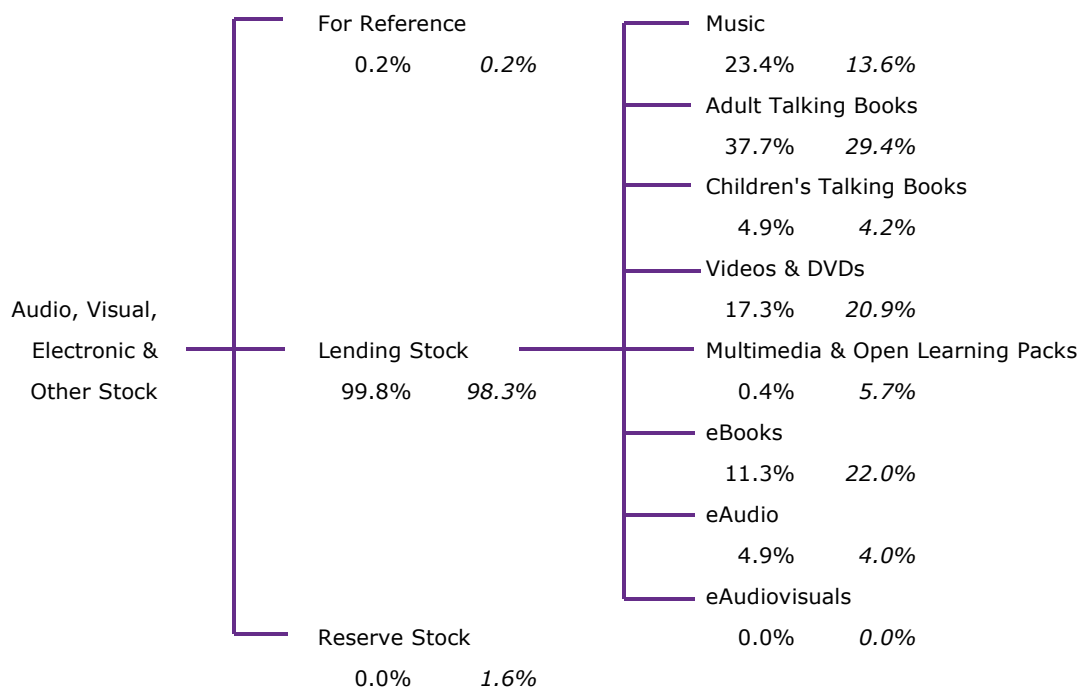 Audio, Visual,
Electronic &
Other Stock
For Reference
0.2% 0.2%
Lending Stock
99.8% 98.3%
Reserve Stock
0.0% 1.6%
Music
23.4% 13.6%
Adult Talking Books
37.7% 29.4%
Children's Talking Books
4.9% 4.2%
Videos & DVDs
17.3% 20.9%
Multimedia & Open Learning Packs
0.4% 5.7%
eBooks
11.3% 22.0%
eAudio
4.9% 4.0%
eAudiovisuals
0.0% 0.0%